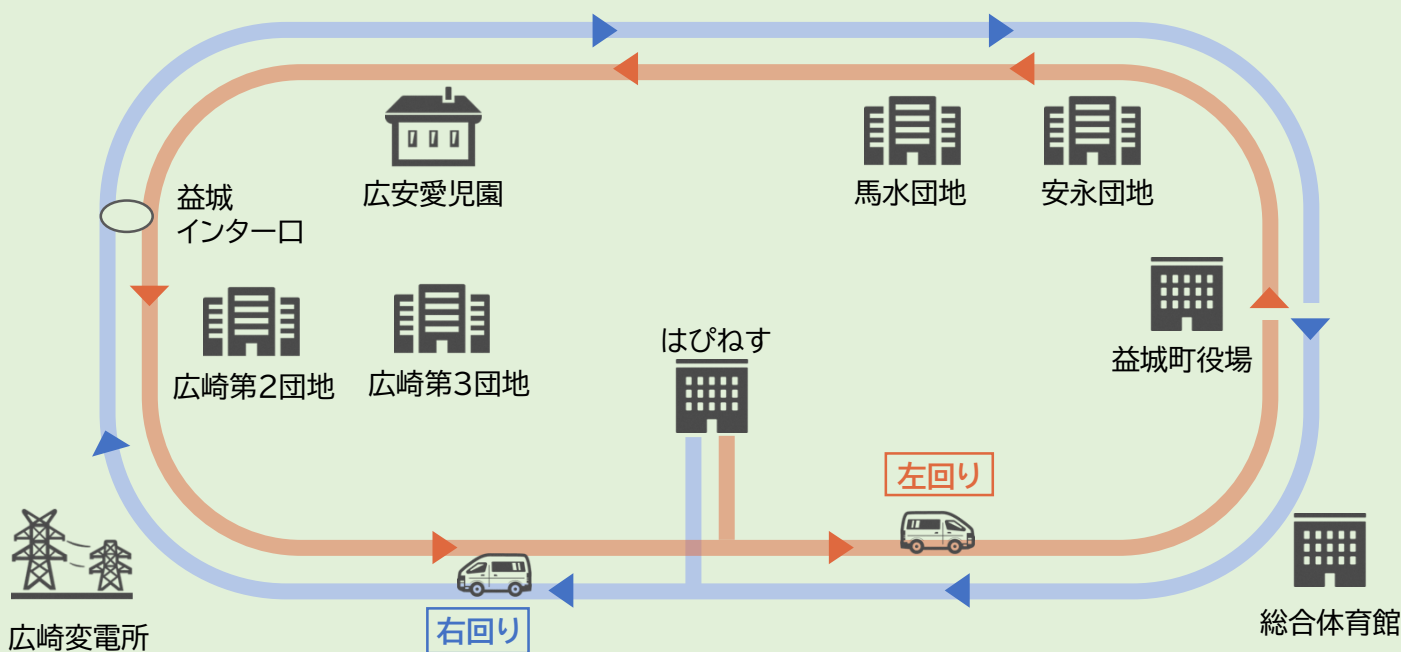 益城
インター口
広安愛児園
馬水団地
安永団地
広崎第2団地
広崎第3団地
はぴねす
益城町役場
左回り
右回り
広崎変電所
総合体育館